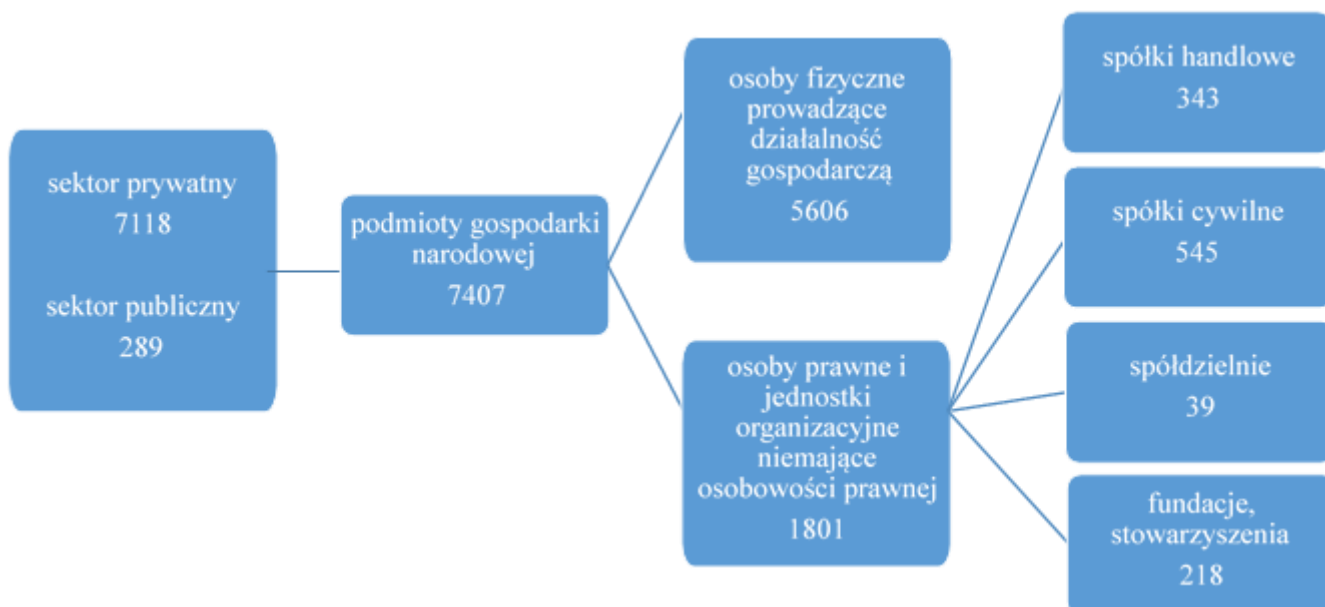 sektor prywatny
7118
sektor publiczny
289
podmioty gospodarki
narodowej
7407
osoby fizyczne
prowadzące
działalność
gospodarczą
5606
osoby prawne i
jednostki
organizacyjne
niemające
osobowości prawnej
1801
spółki handlowe
343
spółki cywilne
545
spółdzielnie
39
fundacje,
stowarzyszenia
218